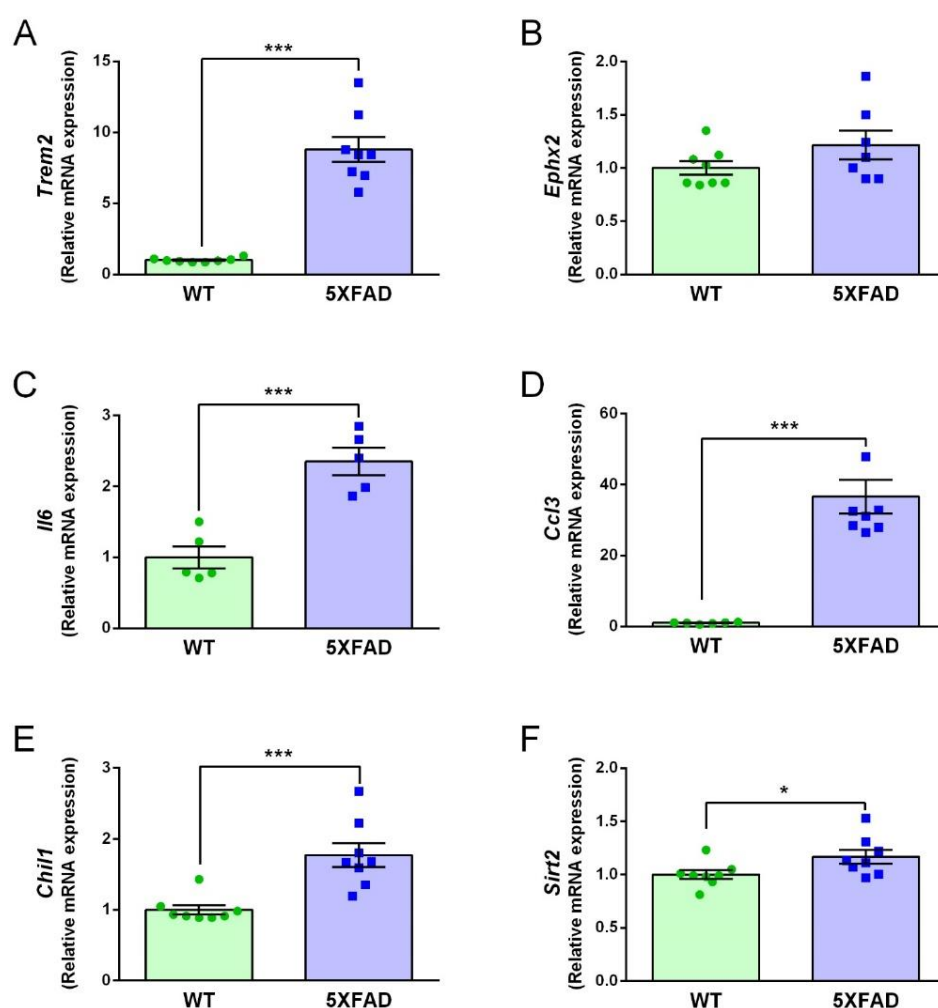 A
Trem2
(Relative mRNA expression)
15
10
5
0
***
WT
5XFAD
B
Ephx2
(Relative mRNA expression)
2.0
1.5
1.0
0.5
0.0
WT
5XFAD
C
Il6
(Relative mRNA expression)
3
2
1
0
***
WT
5XFAD
D
Ccl3
(Relative mRNA expression)
60
40
20
0
***
WT
5XFAD
E
Chil1
(Relative mRNA expression)
3
2
1
0
***
WT
5XFAD
F
Sirt2
(Relative mRNA expression)
2.0
1.5
1.0
0.5
0.0
*
WT
5XFAD